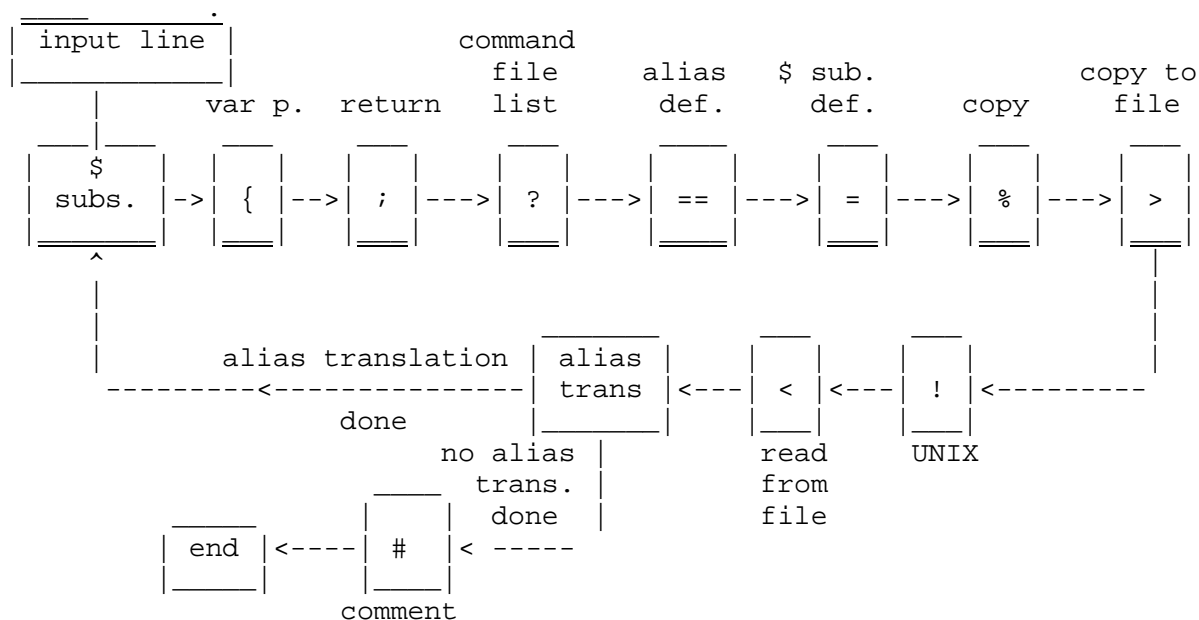 input line
command
file alias $ sub. copy to
var p. return list def. def. copy file
$
subs. -> { --> ; ---> ? ---> == ---> = ---> % ---> >
^
alias translation alias
---------<--------------- trans <--- < <--- ! <---------
done
no alias read UNIX
trans. from
done file
end <---- # < -----
comment